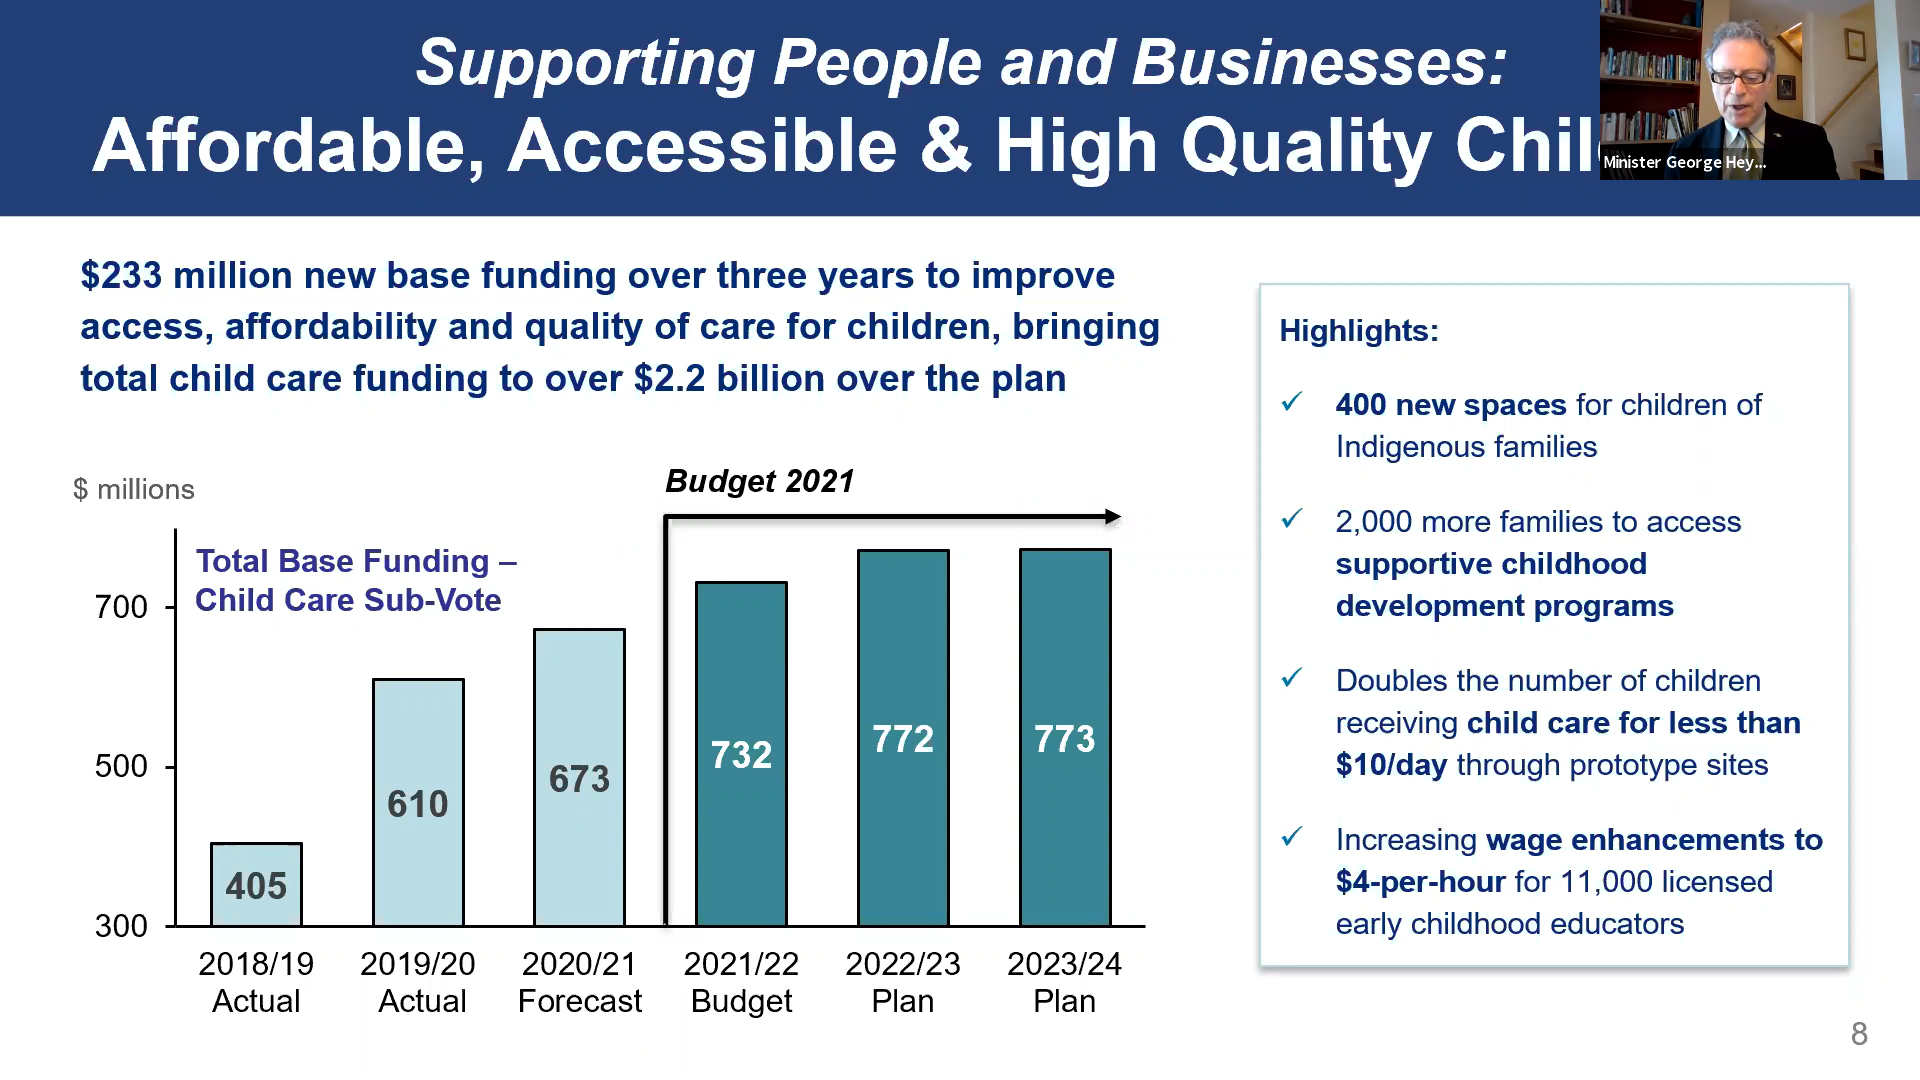 Supporting People and Businesses:
Affordable, Accessible & High Quality Chil
Minister George Hey...
$233 million new base funding over three years to improve
access, affordability and quality of care for children, bringing
total child care funding to over $2.2 billion over the plan
$ millions
Budget 2021
Total Base Funding –
Child Care Sub-Vote
700
500
300
405
610
673
732
772
773
2018/19
Actual
2019/20
Actual
2020/21
Forecast
2021/22
Budget
2022/23
Plan
2023/24
Plan
Highlights:
✓ 400 new spaces for children of
Indigenous families
✓ 2,000 more families to access
supportive childhood
development programs
✓ Doubles the number of children
receiving child care for less than
$10/day through prototype sites
✓ Increasing wage enhancements to
$4-per-hour for 11,000 licensed
early childhood educators
8